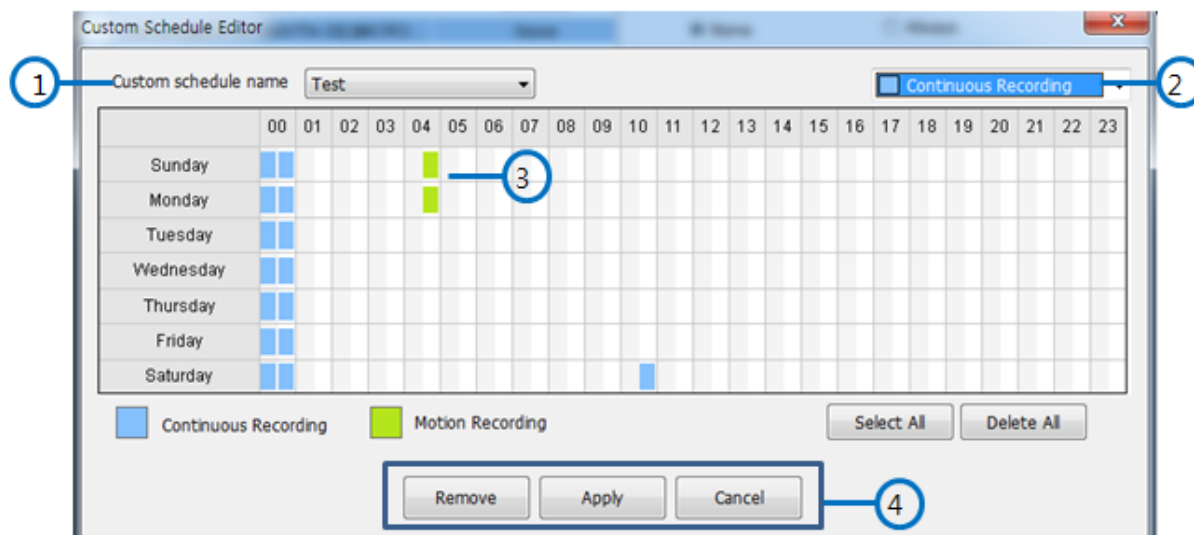 Custom Schedule Editor
1
Custom schedule name
Test
Continuous Recording
2
00 01 02 03 04 05 06 07 08 09 10 11 12 13 14 15 16 17 18 19 20 21 22 23
Sunday
3
Monday
Tuesday
Wednesday
Thursday
Friday
Saturday
Continuous Recording
Motion Recording
Select All
Delete All
Remove
Apply
Cancel
4